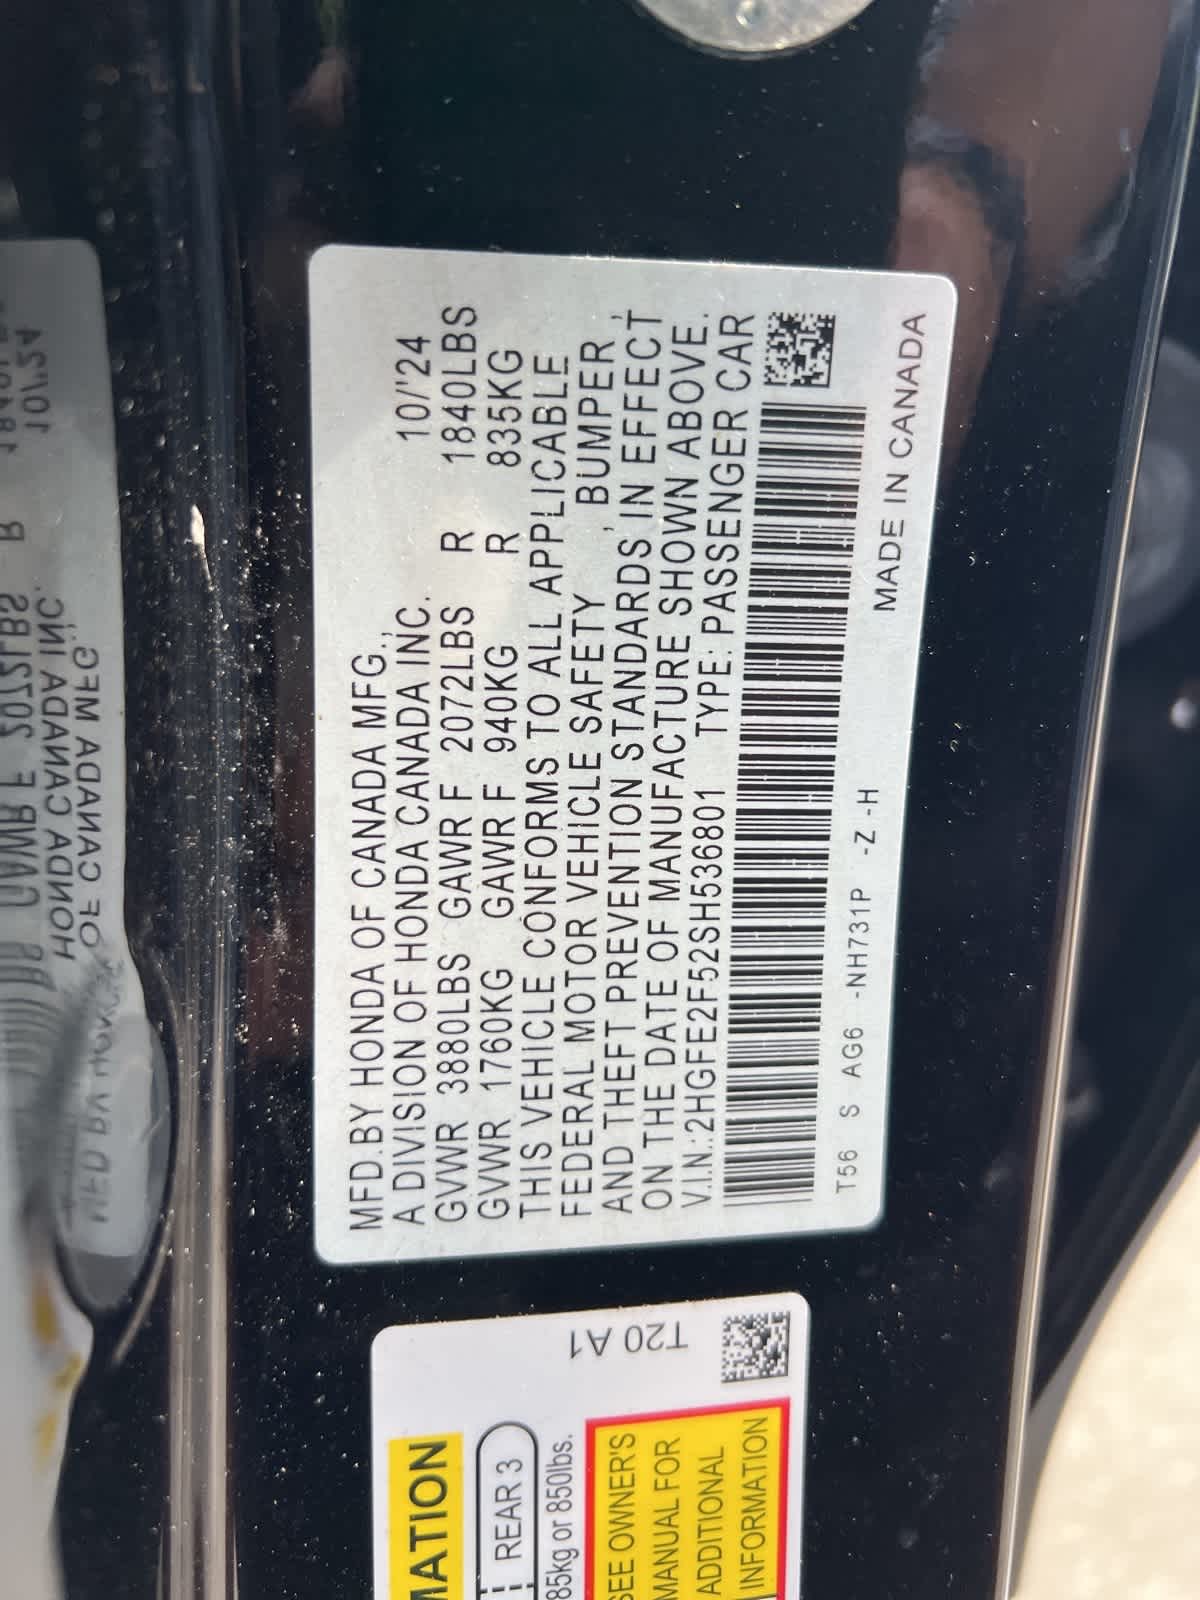 MFD.BY HONDA OF CANADA MFG.,
A DIVISION OF HONDA CANADA INC. 10/'24
GVWR 3880LBS GAWR F 2072LBS R 1840LBS
GVWR 1760KG GAWR F 940KG R 835KG
THIS VEHICLE CONFORMS TO ALL APPLICABLE
FEDERAL MOTOR VEHICLE SAFETY, BUMPER,
AND THEFT PREVENTION STANDARDS, IN EFFECT
ON THE DATE OF MANUFACTURE SHOWN ABOVE.
V.I.N.:2HGFE2F52SH536801 TYPE: PASSENGER CAR
T56 S AG6 -NH731P -Z -H MADE IN CANADA
T20 A1
MATION
REAR 3
85kg or 850lbs.
SEE OWNER'S
MANUAL FOR
ADDITIONAL
INFORMATION